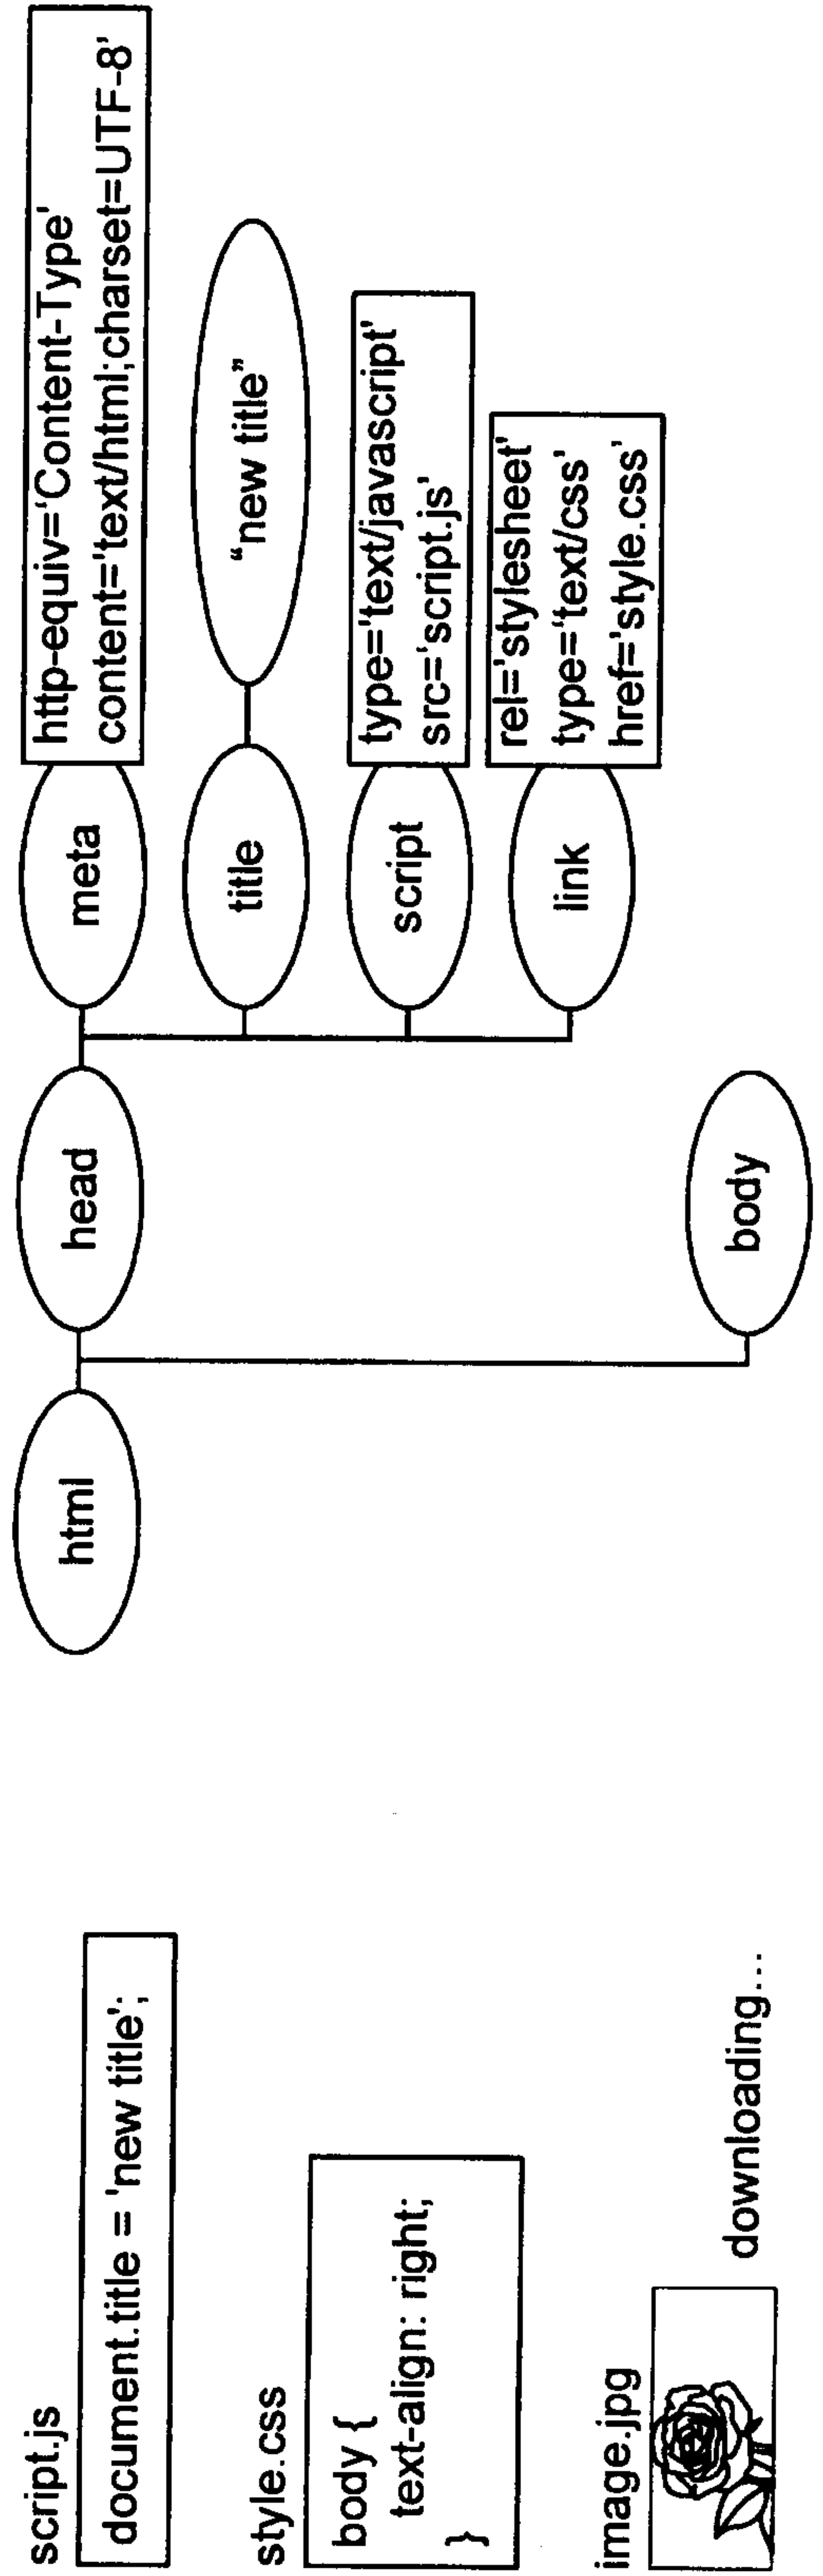 script.js
document.title = 'new title';
style.css
body {
text-align: right;
}
image.jpg
downloading...
html
head
meta
http-equiv='Content-Type'
content='text/html;charset=UTF-8'
title
“new title”
script
type='text/javascript'
src='script.js'
link
rel='stylesheet'
type='text/css'
href='style.css'
body